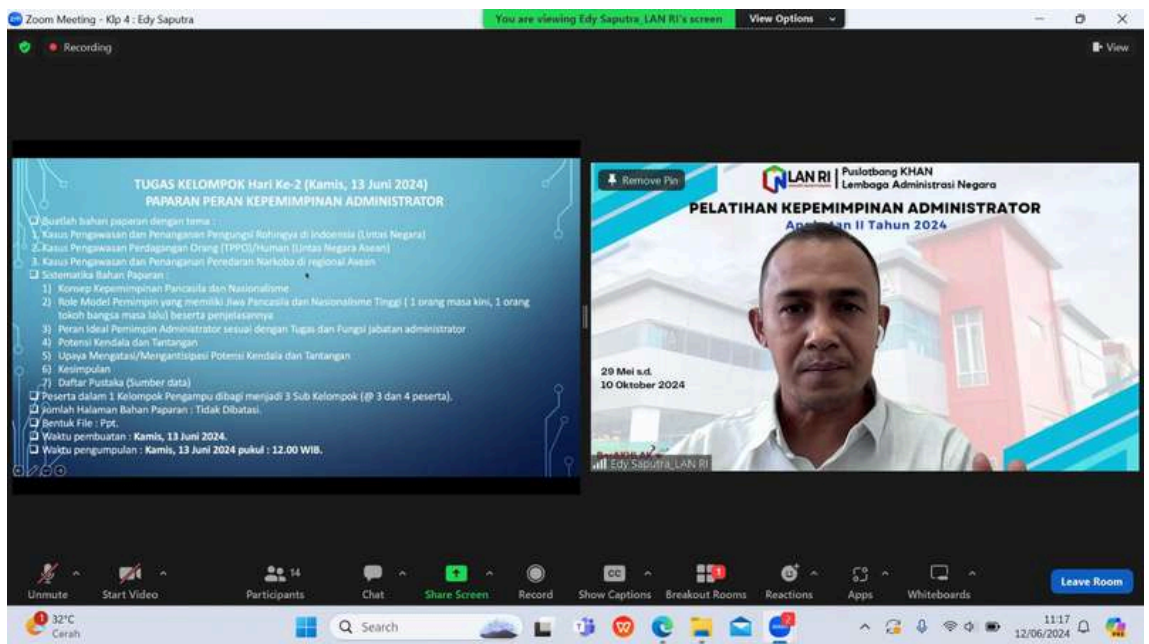 Zoom Meeting - Klp 4 : Edy Saputra
You are viewing Edy Saputra_LAN RI's screen
View Options
Recording
View
TUGAS KELOMPOK Hari Ke-2 (Kamis, 13 Juni 2024)
PAPARAN PERAN KEPEMIMPINAN ADMINISTRATOR
Buatlah bahan paparan dengan tema :
1. Kasus Pengawasan dan Penanganan Pengungsi Rohingya di Indoensia (Lintas Negara)
2. Kasus Pengawasan Perdagangan Orang (TPPO)/Human (Lintas Negara Asean)
3. Kasus Pengawasan dan Penanganan Peredaran Narkoba di regional Asean
Sistematika Bahan Paparan :
1) Konsep Kepemimpinan Pancasila dan Nasionalisme
2) Role Model Pemimpin yang memiliki Jiwa Pancasila dan Nasionalisme Tinggi ( 1 orang masa kini, 1 orang
tokoh bangsa masa lalu) beserta penjelasannya
3) Peran Ideal Pemimpin Administrator sesuai dengan Tugas dan Fungsi jabatan administrator
4) Potensi Kendala dan Tantangan
5) Upaya Mengatasi/Mengantisipesi Potensi Kendala dan Tantangan
6) Kesimpulan
7) Daftar Pustaka (Sumber data)
Peserta dalam 1 Kelompok Pengampu dibagi menjadi 3 Sub Kelompok (@ 3 dan 4 peserta).
Jumlah Halaman Bahan Paparan : Tidak Dibatasi.
Bentuk File : Ppt.
Waktu pembuatan : Kamis, 13 Juni 2024.
Waktu pengumpulan : Kamis, 13 Juni 2024 pukul : 12.00 WIB.
Remove Pin
LAN RI
Puslatbang KHAN
Lembaga Administrasi Negara
PELATIHAN KEPEMIMPINAN ADMINISTRATOR
II Tahun 2024
29 Mei s.d.
10 Oktober 2024
Edy Saputra_LAN RI
Unmute
Start Video
14
Participants
Chat
Share Screen
Record
CC
Show Captions
1
Breakout Rooms
Reactions
Apps
Whiteboards
Leave Room
1
32°C
Cerah
Search
11:17
12/06/2024